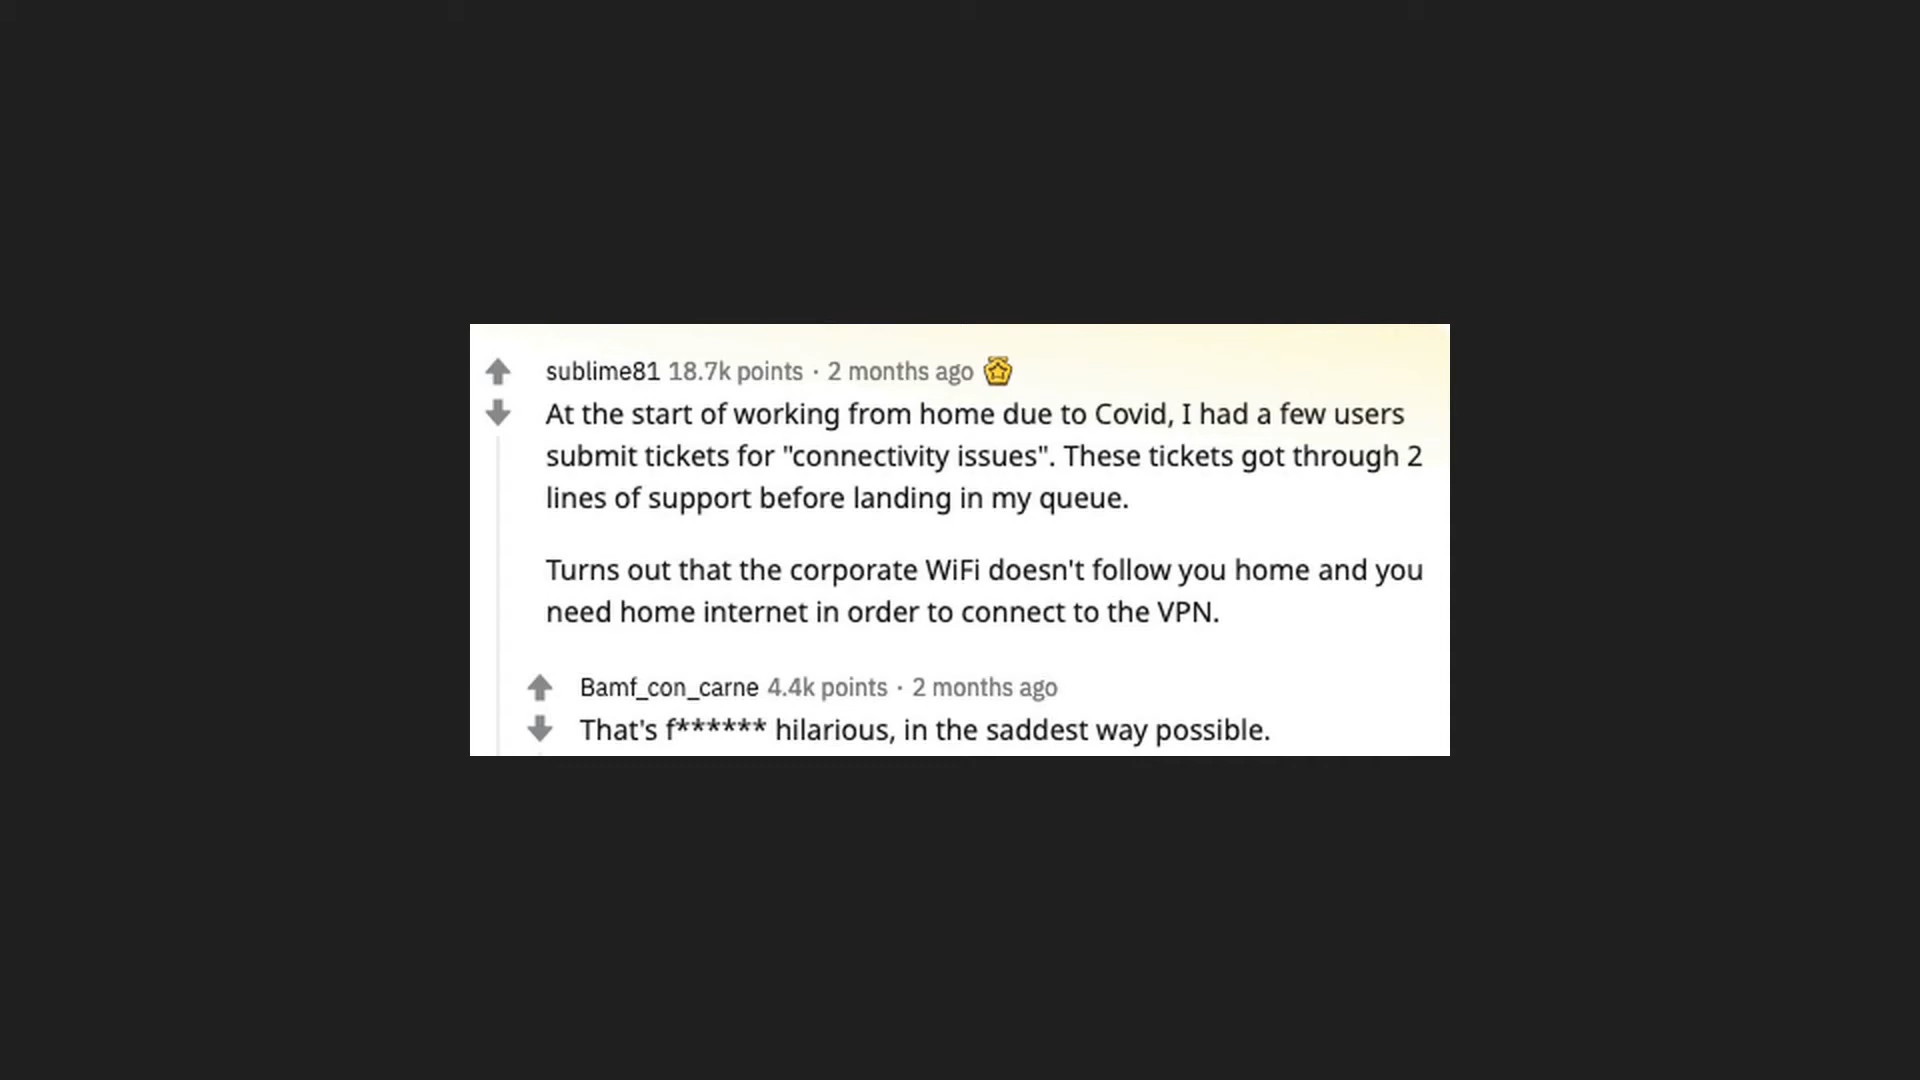 sublime81 18.7k points · 2 months ago
At the start of working from home due to Covid, I had a few users
submit tickets for "connectivity issues". These tickets got through 2
lines of support before landing in my queue.
Turns out that the corporate WiFi doesn't follow you home and you
need home internet in order to connect to the VPN.
Bamf_con_carne 4.4k points · 2 months ago
That's f****** hilarious, in the saddest way possible.